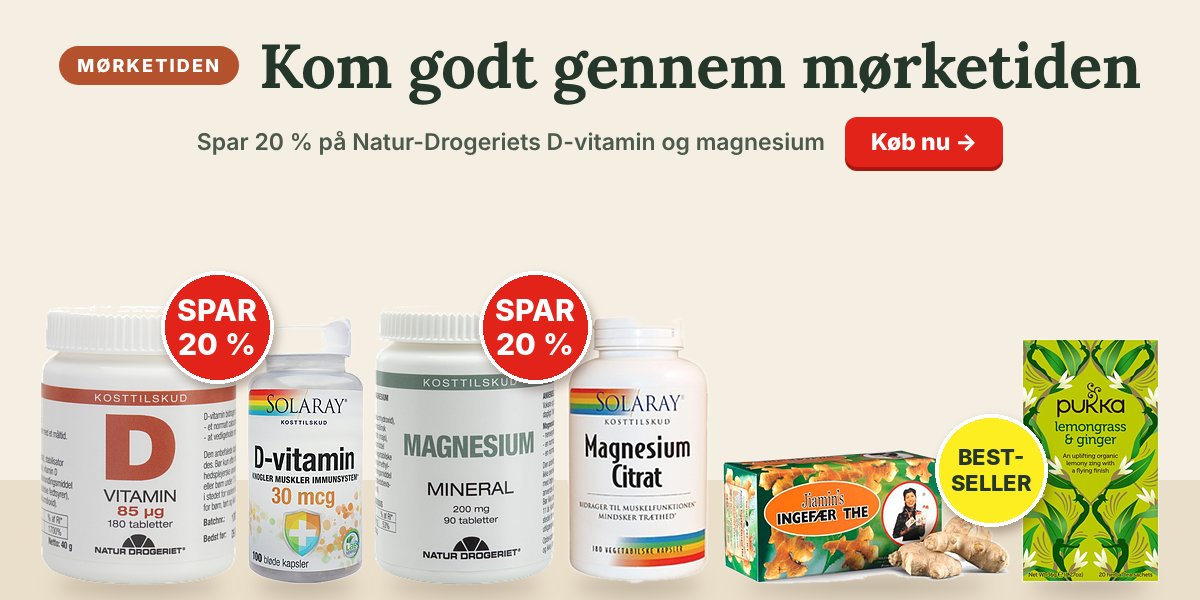 MØRKETIDEN
Kom godt gennem mørketiden
Spar 20 % på Natur-Drogeriets D-vitamin og magnesium
Køb nu →
SPAR
20 %
KOSTTILSKUD
D
VITAMIN
85 µg
180 tabletter
NATUR DROGERIET®
SOLARAY®
KOSTTILSKUD
D-vitamin
KNOGLER MUSKLER IMMUNSYSTEM
30 mcg
100 bløde kapsler
SPAR
20 %
KOSTTILSKUD
MAGNESIUM
MINERAL
200 mg
90 tabletter
NATUR DROGERIET®
SOLARAY®
KOSTTILSKUD
Magnesium
Citrat
BIDRAGER TIL MUSKELFUNKTIONEN
MINDSKER TRÆTHED
180 VEGETABILSKE KAPSLER
Jiamin's
INGEFÆR THE
BEST-
SELLER
pukka
lemongrass
& ginger
An uplifting organic
lemony zing with
a flying finish